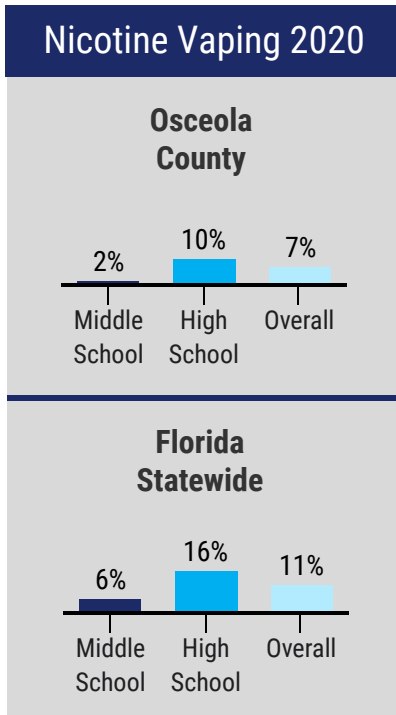 Nicotine Vaping 2020
Osceola
County
2%
10%
7%
Middle
School
High
School
Overall
Florida
Statewide
6%
16%
11%
Middle
School
High
School
Overall